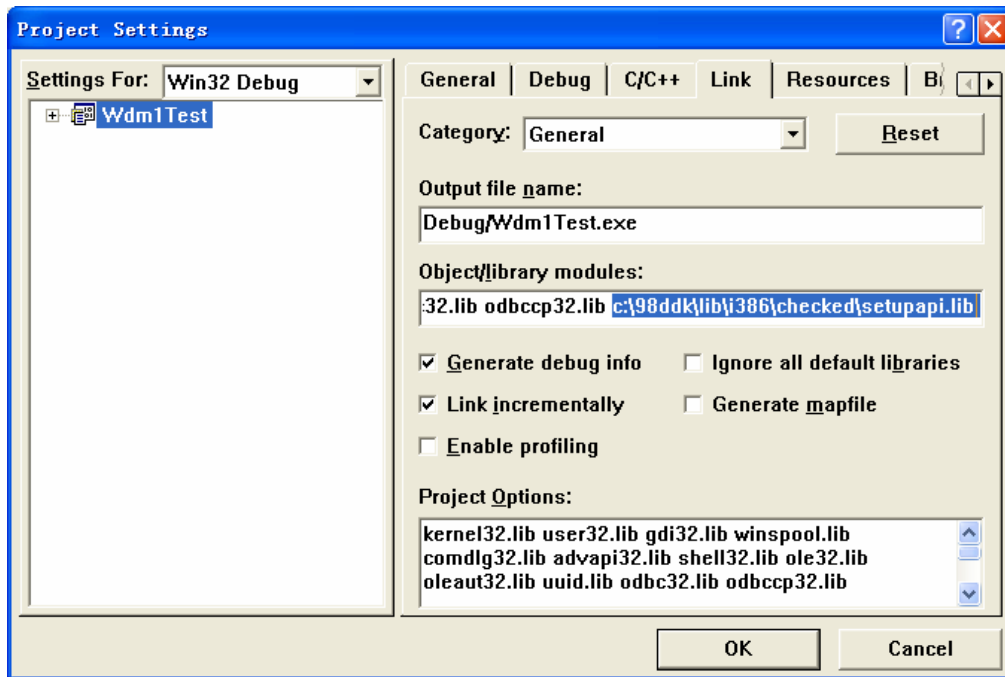 Project Settings
Settings For: Win32 Debug
Wdm1Test
General Debug C/C++ Link Resources
Category: General Reset
Output file name:
Debug/Wdm1Test.exe
Object/library modules:
:32.lib odbccp32.lib c:\98ddk\lib\i386\checked\setupapi.lib
Generate debug info Ignore all default libraries
Link incrementally Generate mapfile
Enable profiling
Project Options:
kernel32.lib user32.lib gdi32.lib winspool.lib
comdlg32.lib advapi32.lib shell32.lib ole32.lib
oleaut32.lib uuid.lib odbc32.lib odbccp32.lib
OK Cancel